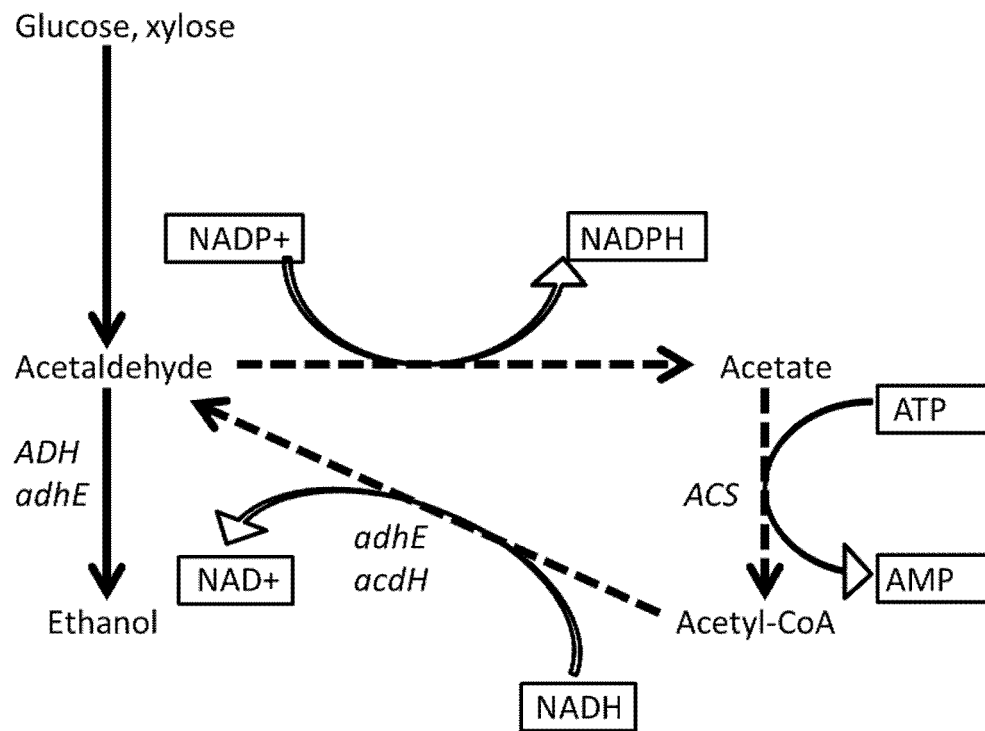 Glucose, xylose
NADP+
NADPH
Acetaldehyde
Acetate
ATP
ADH
adhE
ACS
adhE
acdH
NAD+
AMP
Ethanol
Acetyl-CoA
NADH